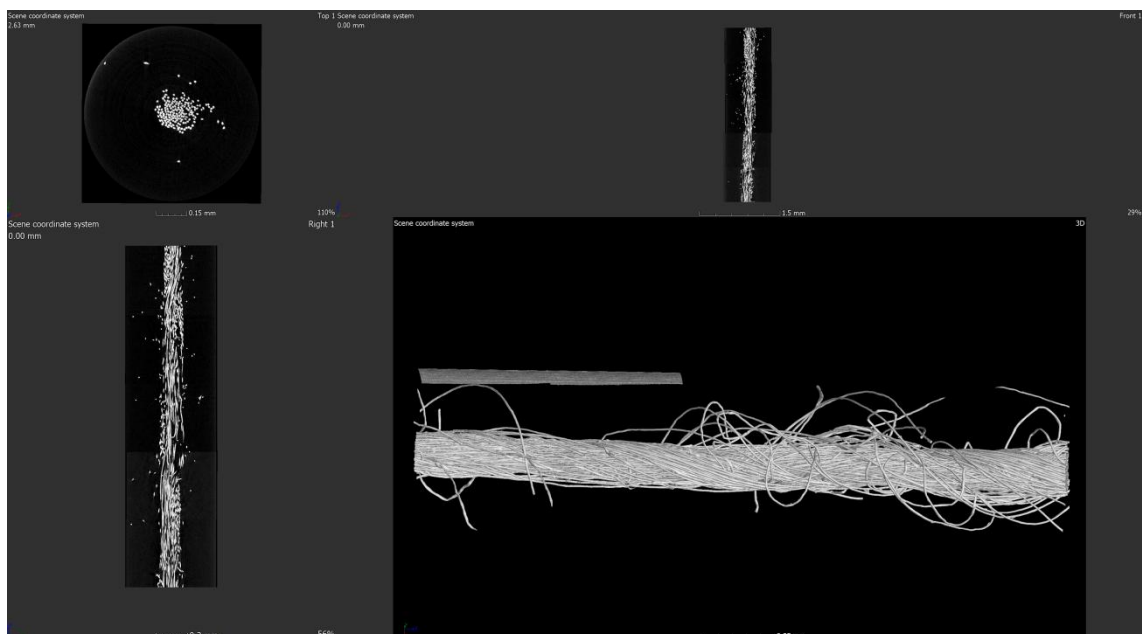 Scene coordinate system
Top 1
2.63 mm
0.15 mm
110%
Scene coordinate system
Front 1
0.00 mm
1.5 mm
29%
Scene coordinate system
Right 1
0.00 mm
56%
Scene coordinate system
3D